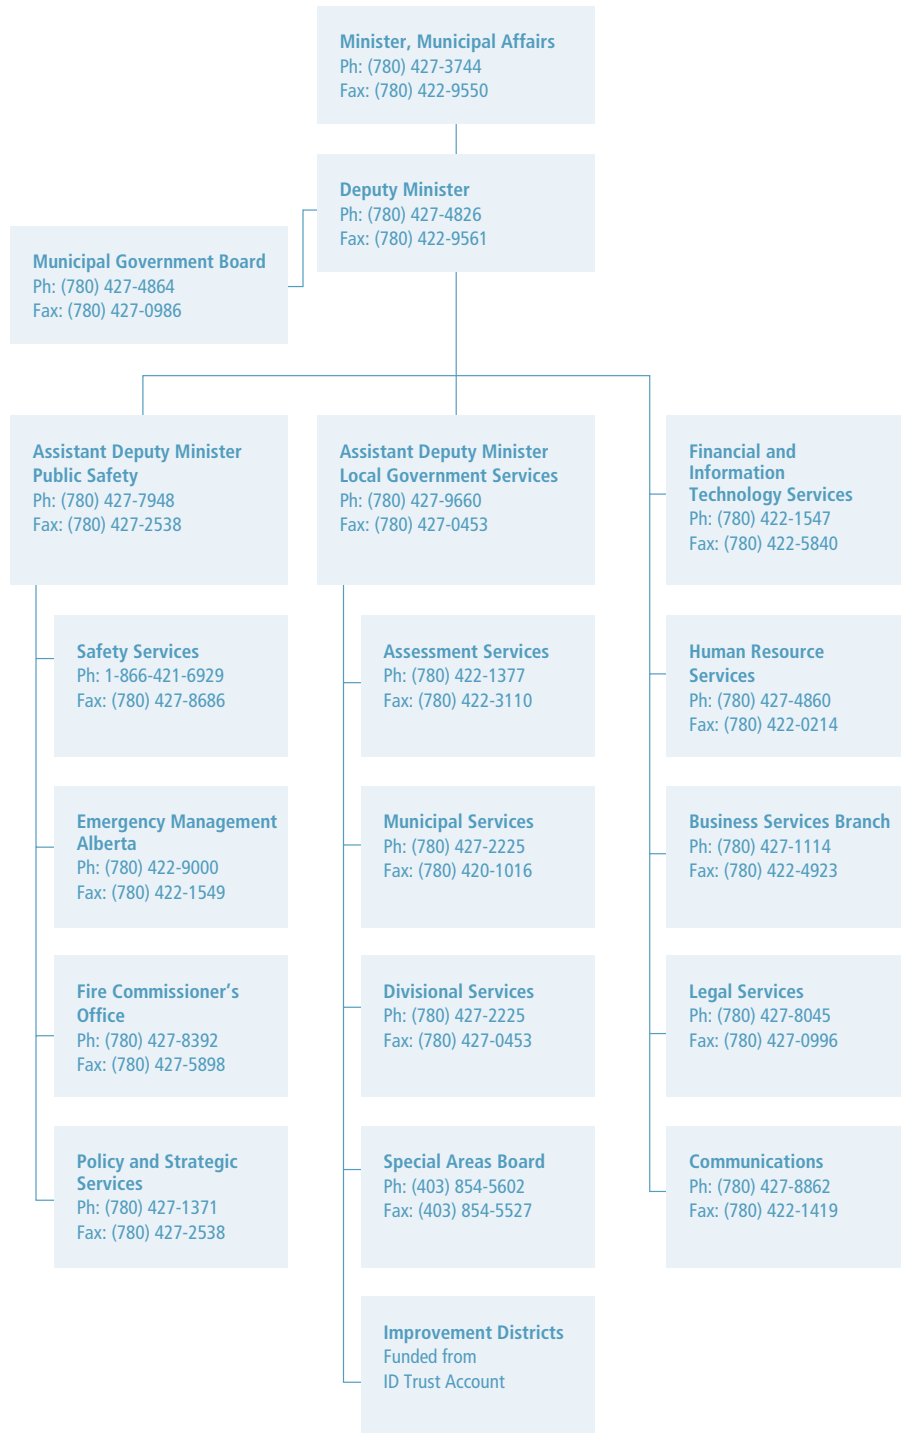 Minister, Municipal Affairs
Ph: (780) 427-3744
Fax: (780) 422-9550
Deputy Minister
Ph: (780) 427-4826
Fax: (780) 422-9561
Municipal Government Board
Ph: (780) 427-4864
Fax: (780) 427-0986
Assistant Deputy Minister
Public Safety
Ph: (780) 427-7948
Fax: (780) 427-2538
Safety Services
Ph: 1-866-421-6929
Fax: (780) 427-8686
Emergency Management
Alberta
Ph: (780) 422-9000
Fax: (780) 422-1549
Fire Commissioner's
Office
Ph: (780) 427-8392
Fax: (780) 427-5898
Policy and Strategic
Services
Ph: (780) 427-1371
Fax: (780) 427-2538
Assistant Deputy Minister
Local Government Services
Ph: (780) 427-9660
Fax: (780) 427-0453
Assessment Services
Ph: (780) 422-1377
Fax: (780) 422-3110
Municipal Services
Ph: (780) 427-2225
Fax: (780) 420-1016
Divisional Services
Ph: (780) 427-2225
Fax: (780) 427-0453
Special Areas Board
Ph: (403) 854-5602
Fax: (403) 854-5527
Improvement Districts
Funded from
ID Trust Account
Financial and
Information
Technology Services
Ph: (780) 422-1547
Fax: (780) 422-5840
Human Resource
Services
Ph: (780) 427-4860
Fax: (780) 422-0214
Business Services Branch
Ph: (780) 427-1114
Fax: (780) 422-4923
Legal Services
Ph: (780) 427-8045
Fax: (780) 427-0996
Communications
Ph: (780) 427-8862
Fax: (780) 422-1419